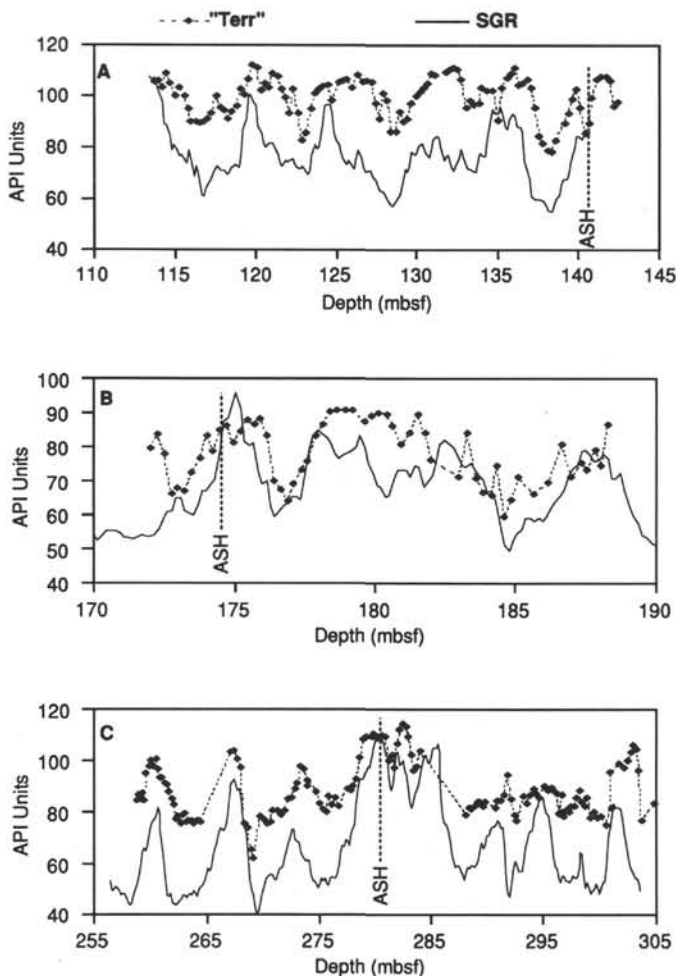 "Terr" SGR
A
120
100
80
60
40
API Units
ASH
110 115 120 125 130 135 140 145
Depth (mbsf)
B
100
90
80
70
60
50
40
API Units
ASH
170 175 180 185 190
Depth (mbsf)
C
120
100
80
60
40
API Units
ASH
255 265 275 285 295 305
Depth (mbsf)